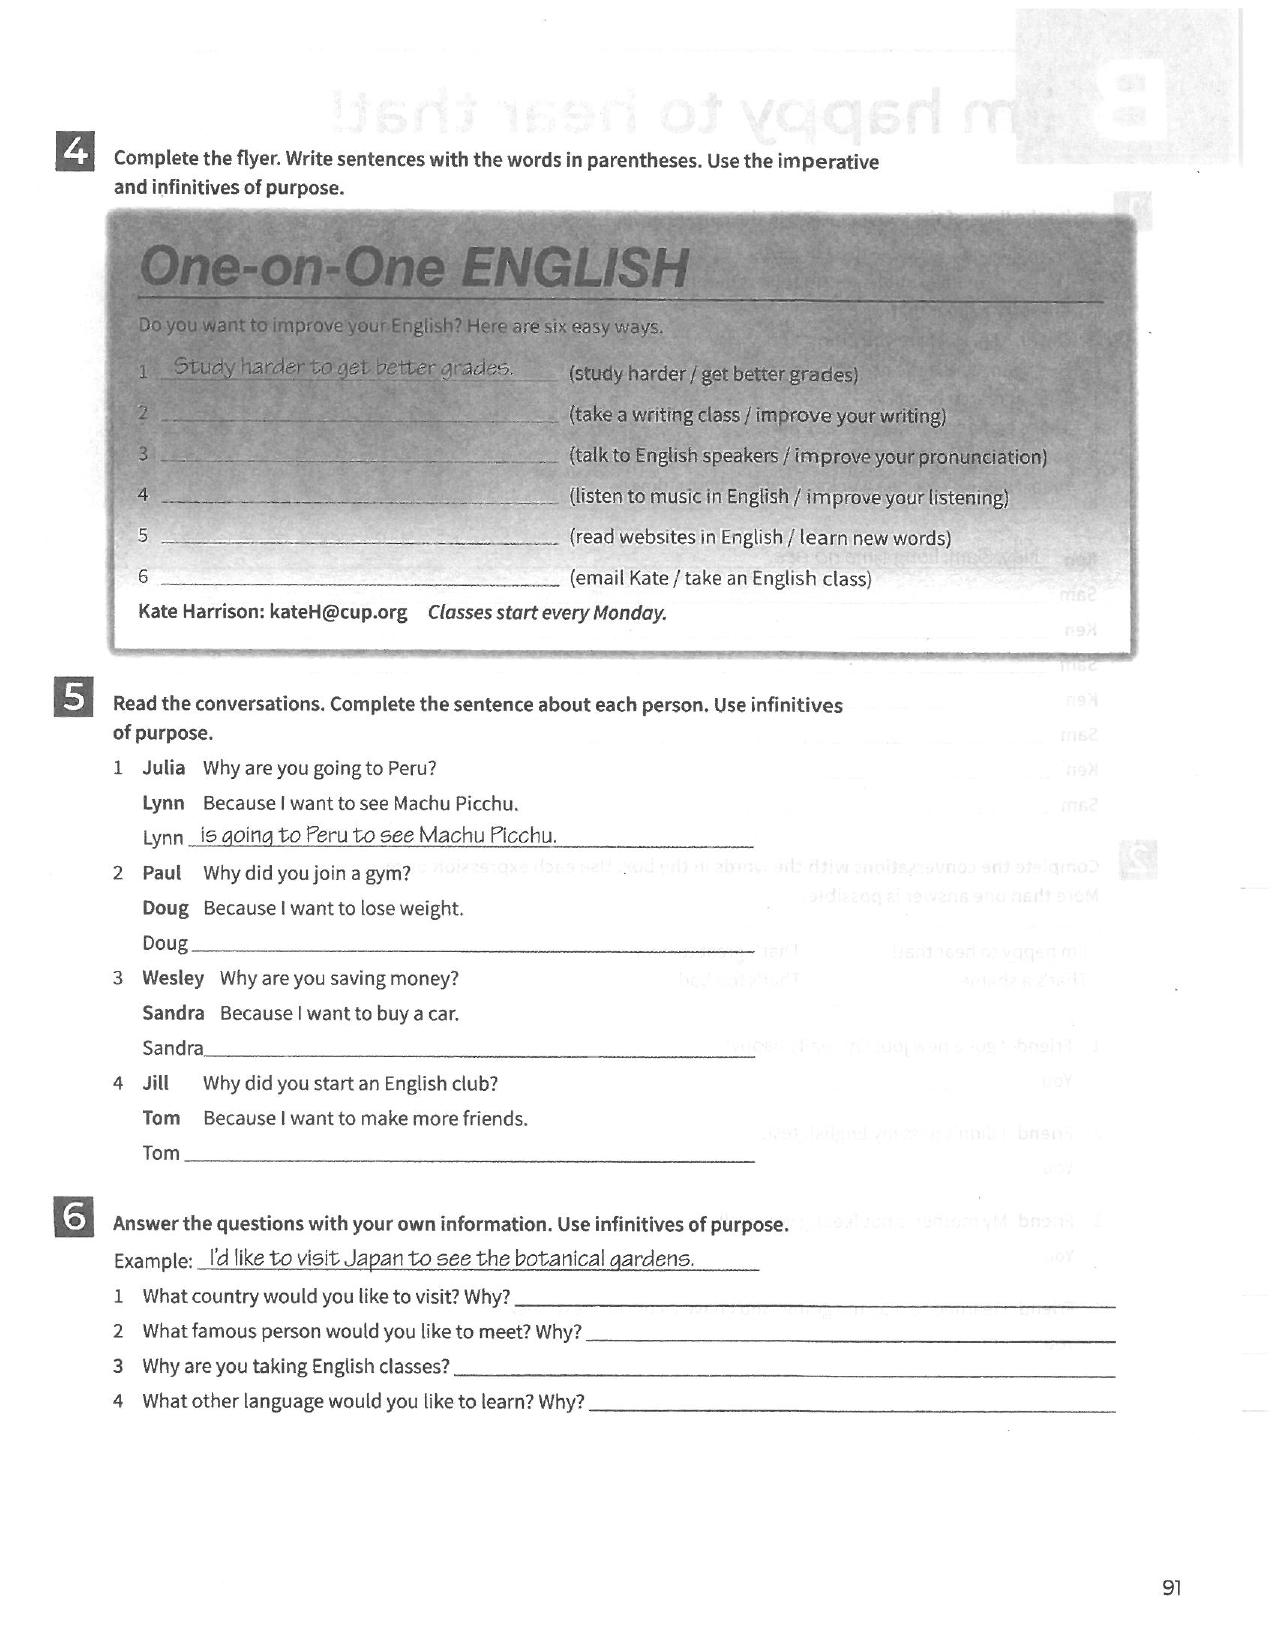 4 Complete the flyer. Write sentences with the words in parentheses. Use the imperative
and infinitives of purpose.
One-on-One ENGLISH
Do you want to improve your English? Here are six easy ways.
1 Study harder to get better grades. (study harder / get better grades)
2 (take a writing class / improve your writing)
3 (talk to English speakers / improve your pronunciation)
4 (listen to music in English / improve your listening)
5 (read websites in English / learn new words)
6 (email Kate / take an English class)
Kate Harrison: kateH@cup.org Classes start every Monday.
5 Read the conversations. Complete the sentence about each person. Use infinitives
of purpose.
1 Julia Why are you going to Peru?
Lynn Because I want to see Machu Picchu.
Lynn is going to Peru to see Machu Picchu.
2 Paul Why did you join a gym?
Doug Because I want to lose weight.
Doug
3 Wesley Why are you saving money?
Sandra Because I want to buy a car.
Sandra
4 Jill Why did you start an English club?
Tom Because I want to make more friends.
Tom
6 Answer the questions with your own information. Use infinitives of purpose.
Example: I'd like to visit Japan to see the botanical gardens.
1 What country would you like to visit? Why?
2 What famous person would you like to meet? Why?
3 Why are you taking English classes?
4 What other language would you like to learn? Why?
91